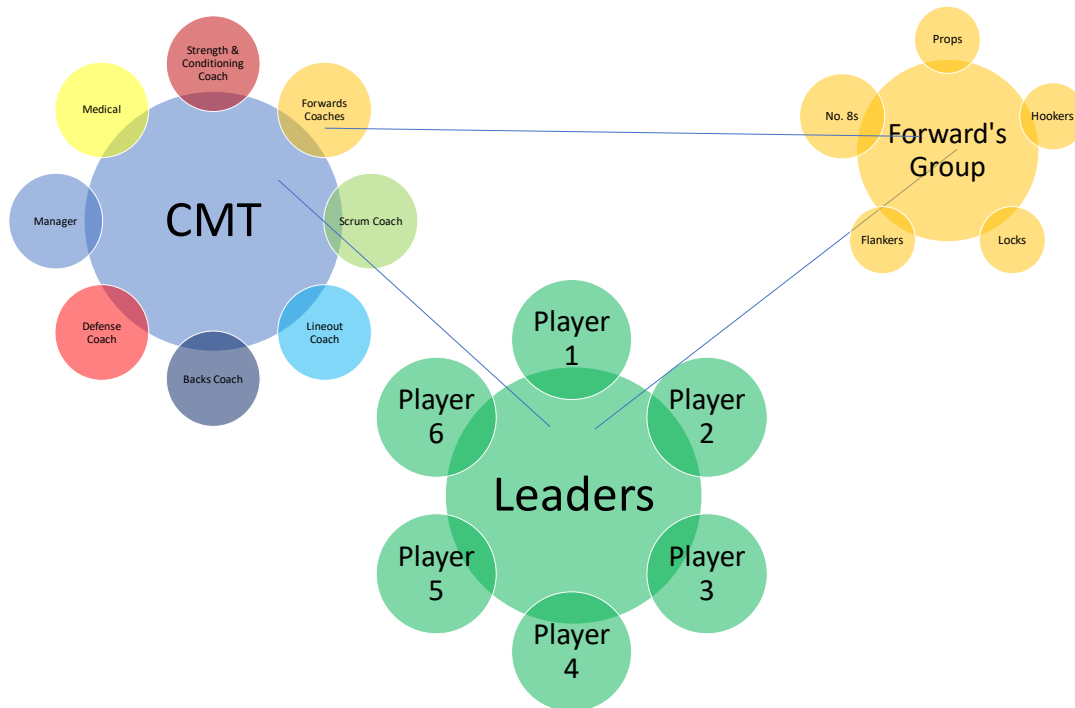 Strength &
Conditioning
Coach
Medical
Forwards
Coaches
Manager
CMT
Scrum Coach
Defense
Coach
Lineout
Coach
Backs Coach
Props
No. 8s
Hookers
Forward's
Group
Flankers
Locks
Player
1
Player
6
Player
2
Leaders
Player
5
Player
3
Player
4